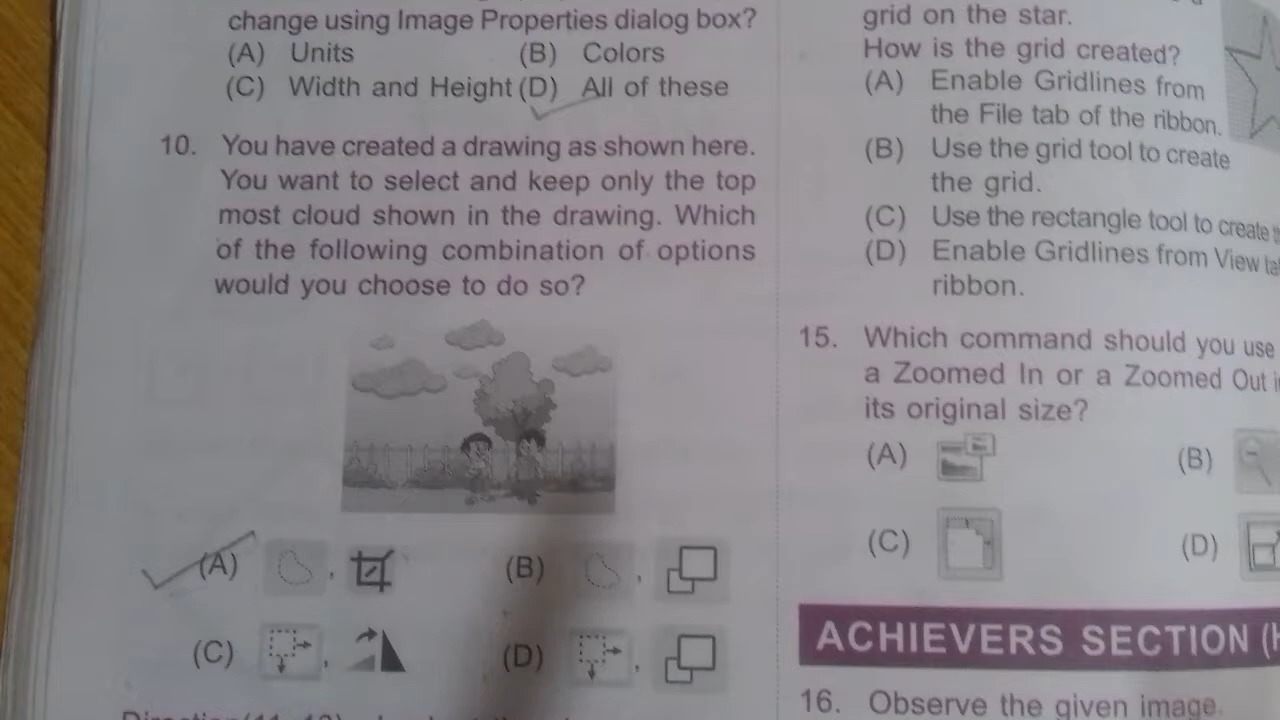 change using Image Properties dialog box?
(A) Units (B) Colors
(C) Width and Height (D) All of these
10. You have created a drawing as shown here.
You want to select and keep only the top
most cloud shown in the drawing. Which
of the following combination of options
would you choose to do so?
(A) , (B) ,
(C) , (D) ,
grid on the star.
How is the grid created?
(A) Enable Gridlines from
the File tab of the ribbon.
(B) Use the grid tool to create
the grid.
(C) Use the rectangle tool to create
(D) Enable Gridlines from View
ribbon.
15. Which command should you use
a Zoomed In or a Zoomed Out
its original size?
(A) (B)
(C) (D)
ACHIEVERS SECTION (
16. Observe the given image.